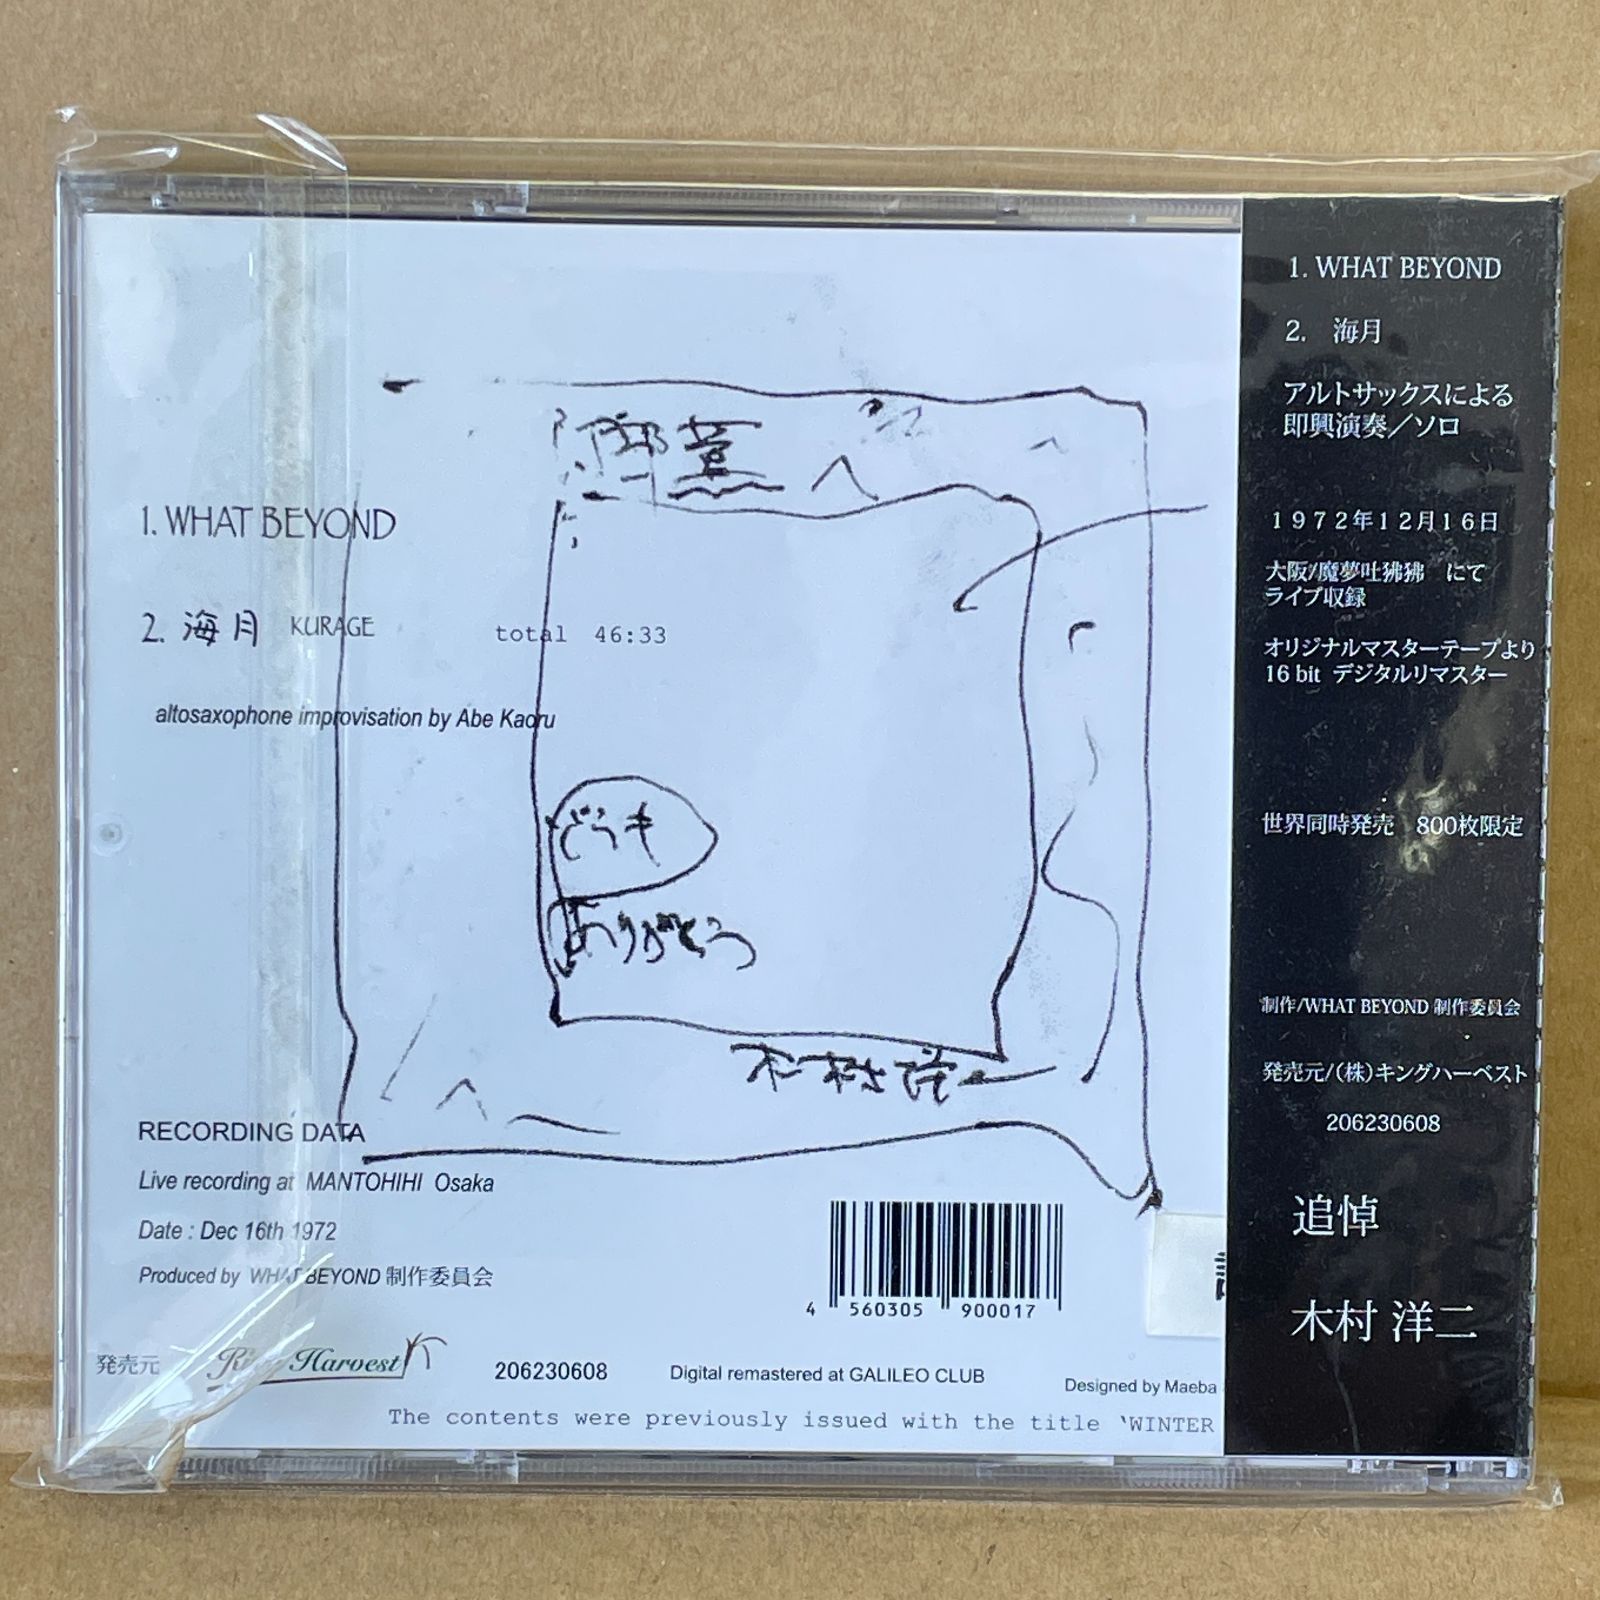 阿部薫へ
1. WHAT BEYOND
2. 海月 KURAGE total 46:33
altosaxophone improvisation by Abe Kaoru
どうも
ありがとう
木村洋一
RECORDING DATA
Live recording at MANTOHIHI Osaka
Date : Dec 16th 1972
Produced by WHAT BEYOND 制作委員会
4 560305 900017
発売元 Harvest 206230608 Digital remastered at GALILEO CLUB
Designed by Maeba
The contents were previously issued with the title 'WINTER
1. WHAT BEYOND
2. 海月
アルトサックスによる
即興演奏/ソロ
1972年12月16日
大阪/魔夢吐狒狒 にて
ライブ収録
オリジナルマスターテープより
16 bit デジタルリマスター
世界同時発売 800枚限定
制作/WHAT BEYOND 制作委員会
発売元/(株)キングハーベスト
206230608
追悼
木村 洋二